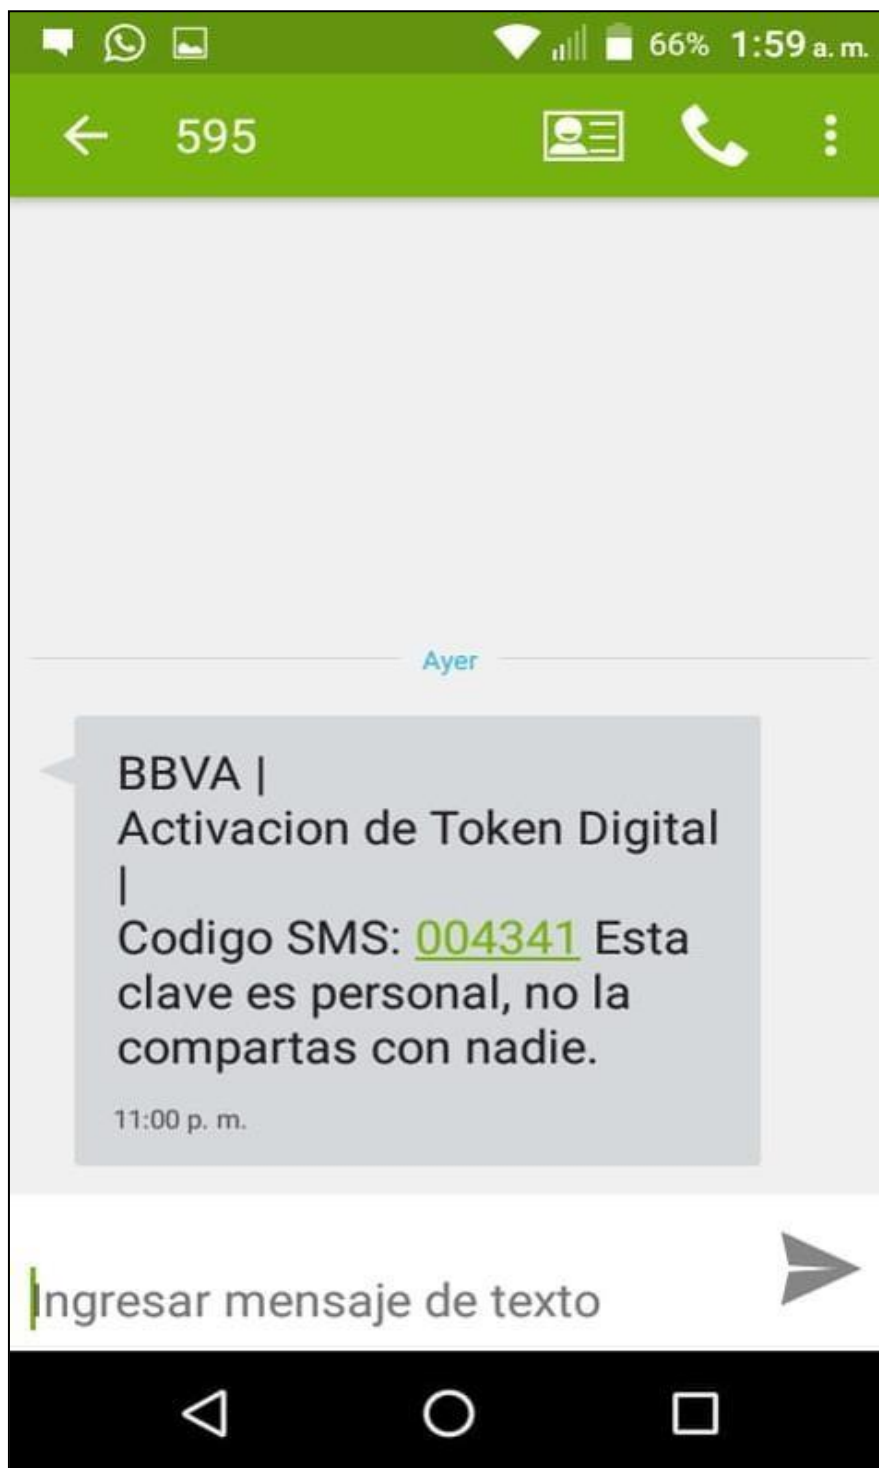 66% 1:59 a. m.
595
Ayer
BBVA |
Activacion de Token Digital
|
Codigo SMS: 004341 Esta
clave es personal, no la
compartas con nadie.
11:00 p. m.
Ingresar mensaje de texto